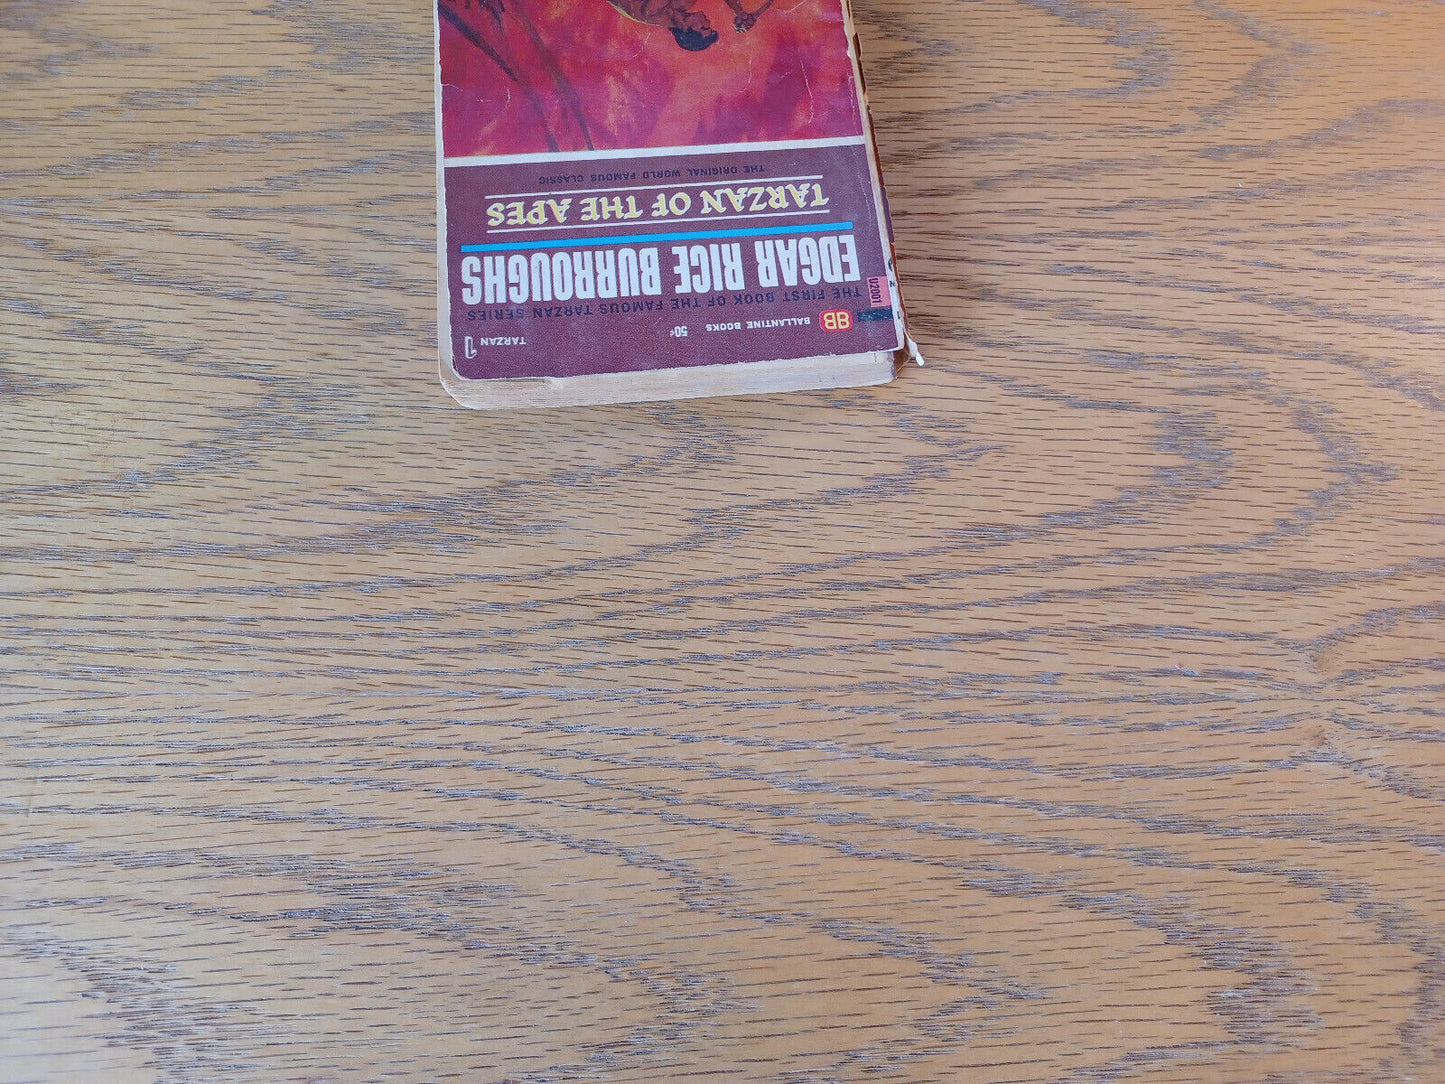 BB BALLANTINE BOOKS 50¢ TARZAN 1
U2001
THE FIRST BOOK OF THE FAMOUS TARZAN SERIES
EDGAR RICE BURROUGHS
TARZAN OF THE APES
THE ORIGINAL WORLD FAMOUS CLASSIC